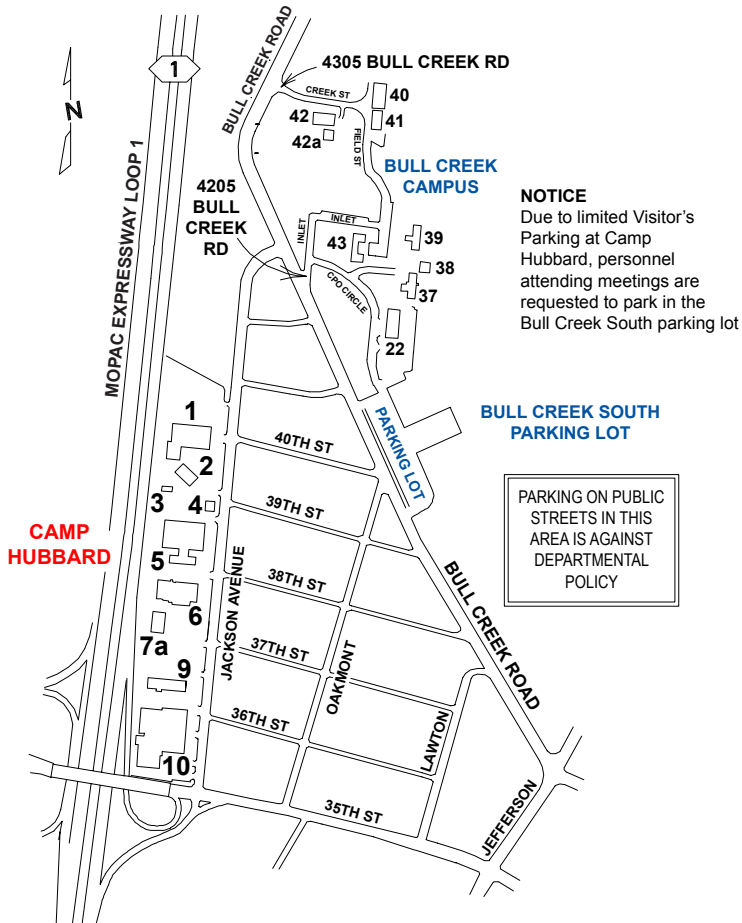 BULL CREEK ROAD
1
4305 BULL CREEK RD
CREEK ST
40
41
42
42a
FIELD ST
N
BULL CREEK
CAMPUS
4205
BULL
CREEK
RD
MOPAC EXPRESSWAY LOOP 1
BULL CREEK ROAD
INLET
INLET
43
39
38
37
CPO CIRCLE
22
NOTICE
Due to limited Visitor's
Parking at Camp
Hubbard, personnel
attending meetings are
requested to park in the
Bull Creek South parking lot
1
2
3
4
5
6
7a
9
10
CAMP
HUBBARD
40TH ST
39TH ST
38TH ST
37TH ST
36TH ST
35TH ST
JACKSON AVENUE
OAKMONT
LAWTON
JEFFERSON
PARKING LOT
BULL CREEK SOUTH
PARKING LOT
PARKING ON PUBLIC
STREETS IN THIS
AREA IS AGAINST
DEPARTMENTAL
POLICY
BULL CREEK ROAD